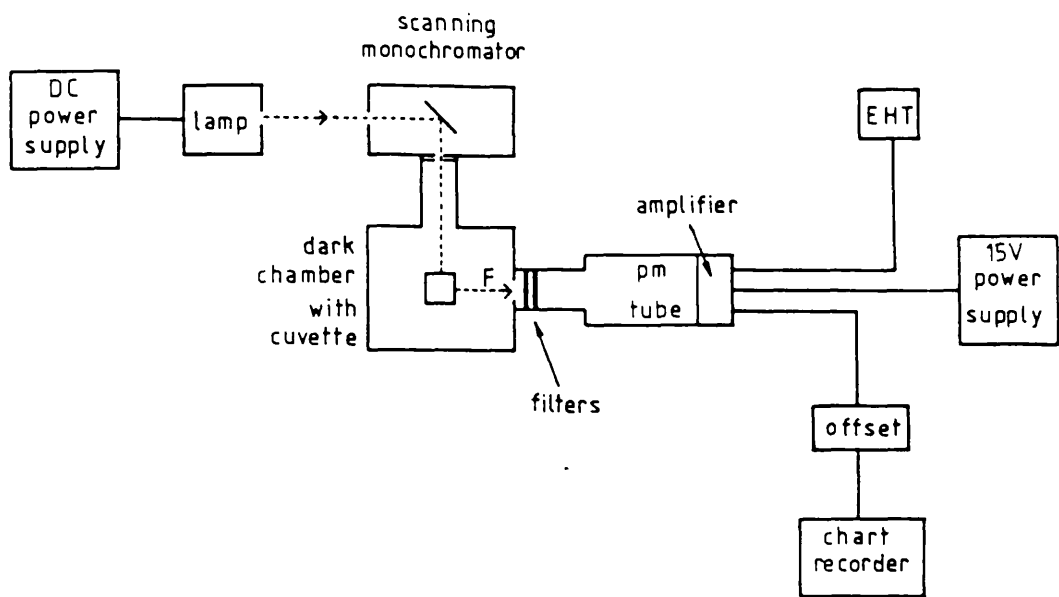 scanning
monochromator
DC
power
supply
lamp
EHT
amplifier
dark
chamber
with
cuvette
F
pm
tube
15V
power
supply
filters
offset
chart
recorder